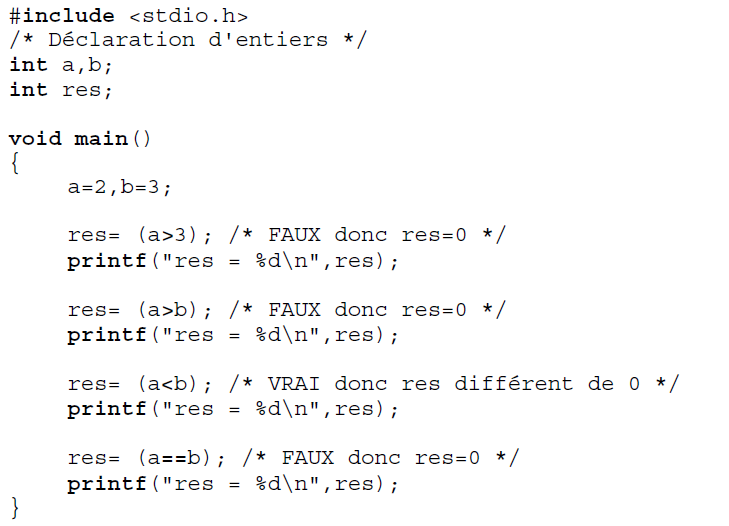 #include <stdio.h>
/* Déclaration d'entiers */
int a,b;
int res;
void main()
{
a=2,b=3;
res= (a>3); /* FAUX donc res=0 */
printf("res = %d\n",res);
res= (a>b); /* FAUX donc res=0 */
printf("res = %d\n",res);
res= (a<b); /* VRAI donc res différent de 0 */
printf("res = %d\n",res);
res= (a==b); /* FAUX donc res=0 */
printf("res = %d\n",res);
}